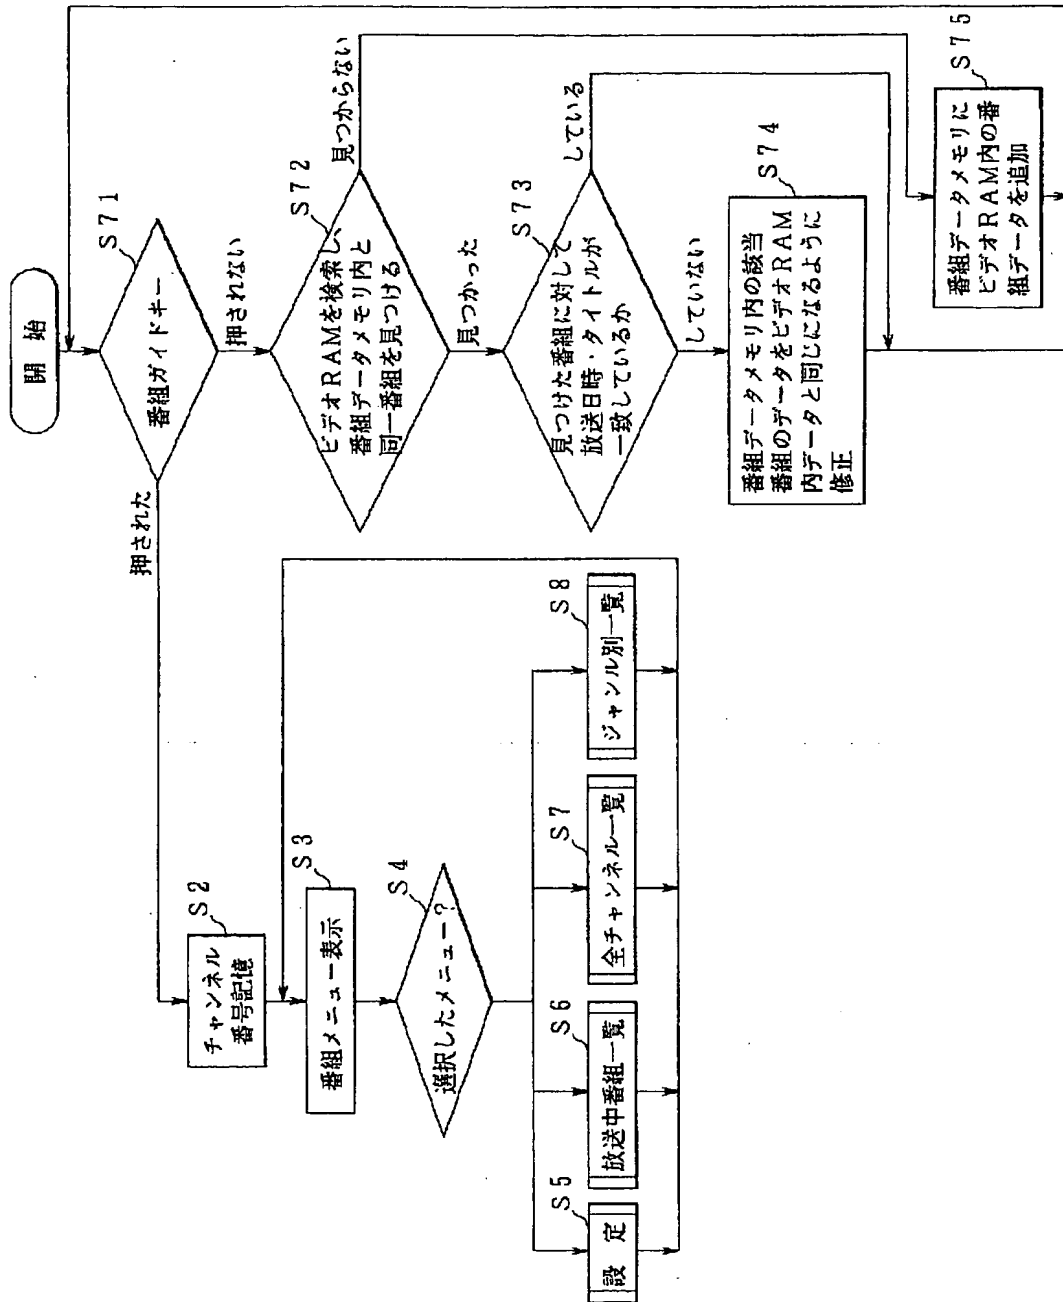 開 始
S71
番組ガイドキー
押された
押されない
S72
ビデオRAMを検索し、
番組データメモリ内と
同一番組を見つける
見つからない
見つかった
S73
見つけた番組に対して
放送日時・タイトルが
一致しているか
している
していない
S74
番組データメモリ内の該当
番組のデータをビデオRAM
内データと同じになるように
修正
S75
番組データメモリに
ビデオRAM内の番
組データを追加
S2
チャンネル
番号記憶
S3
番組メニュー表示
S4
選択したメニュー?
S5
設 定
S6
放送中番組一覧
S7
全チャンネル一覧
S8
ジャンル別一覧